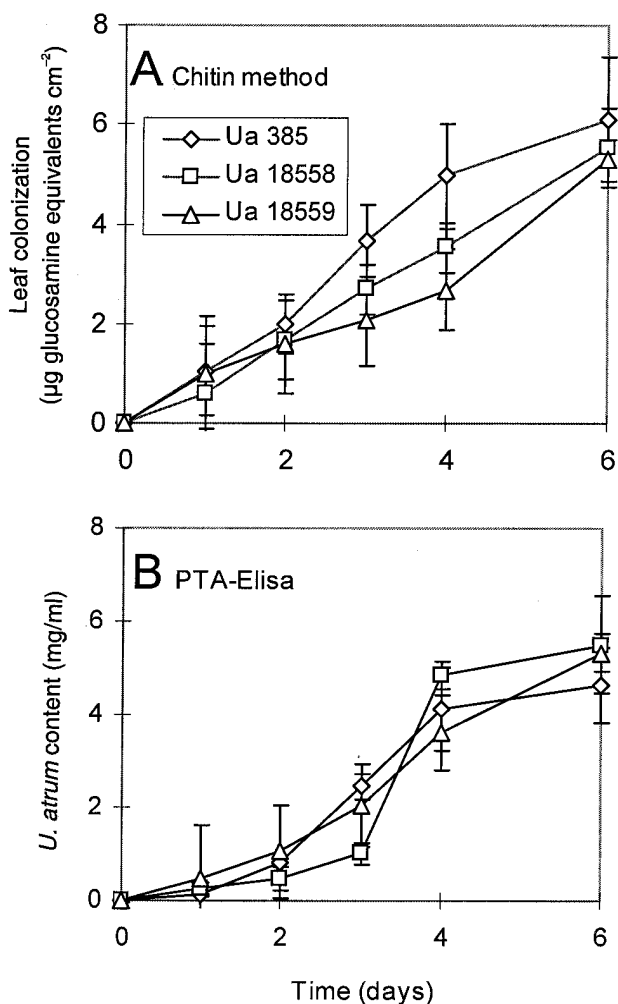 A Chitin method
Ua 385
Ua 18558
Ua 18559
Leaf colonization
(µg glucosamine equivalents cm⁻²)
8
6
4
2
0
0 2 4 6
B PTA-Elisa
U. atrum content (mg/ml)
8
6
4
2
0
0 2 4 6
Time (days)